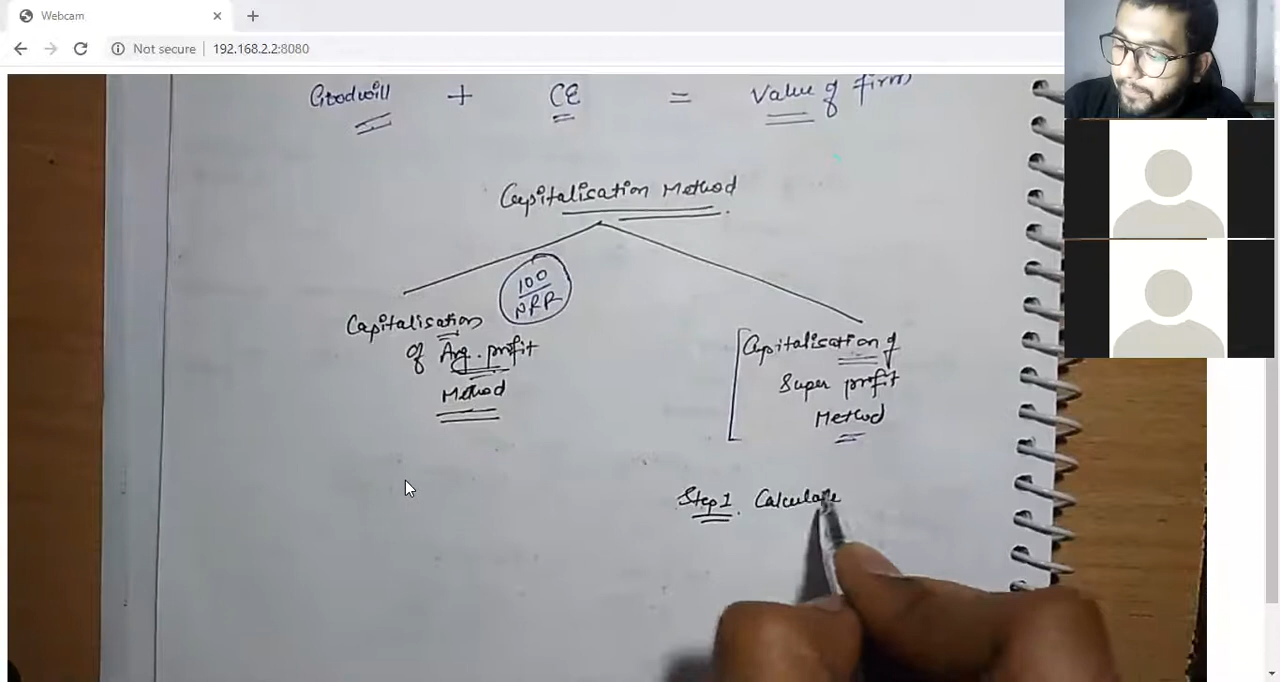 Webcam
Not secure 192.168.2.2:8080
Goodwill + CE = Value of firm
Capitalisation Method
100
NRR
Capitalisation
of Avg. profit
Method
Capitalisation of
Super profit
Method
Step 1. Calculate